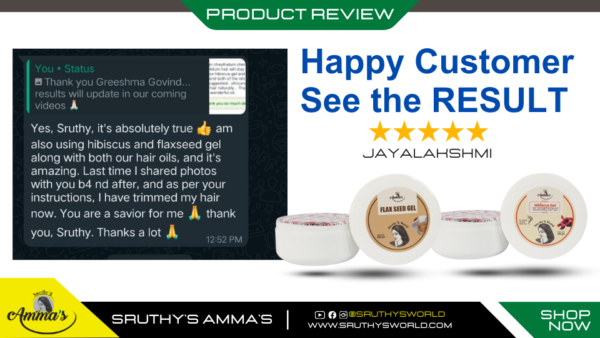 PRODUCT REVIEW
You • Status
Thank you Greeshma Govind...
results will update in our coming
videos 🙏
Yes, Sruthy, it's absolutely true 👍 am
also using hibiscus and flaxseed gel
along with both our hair oils, and it's
amazing. Last time I shared photos
with you b4 nd after, and as per your
instructions, I have trimmed my hair
now. You are a savior for me 🙏 thank
you, Sruthy. Thanks a lot 🙏
12:52 PM
Happy Customer
See the RESULT
JAYALAHSHMI
FLAX SEED GEL
Hibiscus Gel
Amma's
SRUTHY'S AMMA'S
@SRUTHYSWORLD
WWW.SRUTHYSWORLD.COM
SHOP
NOW